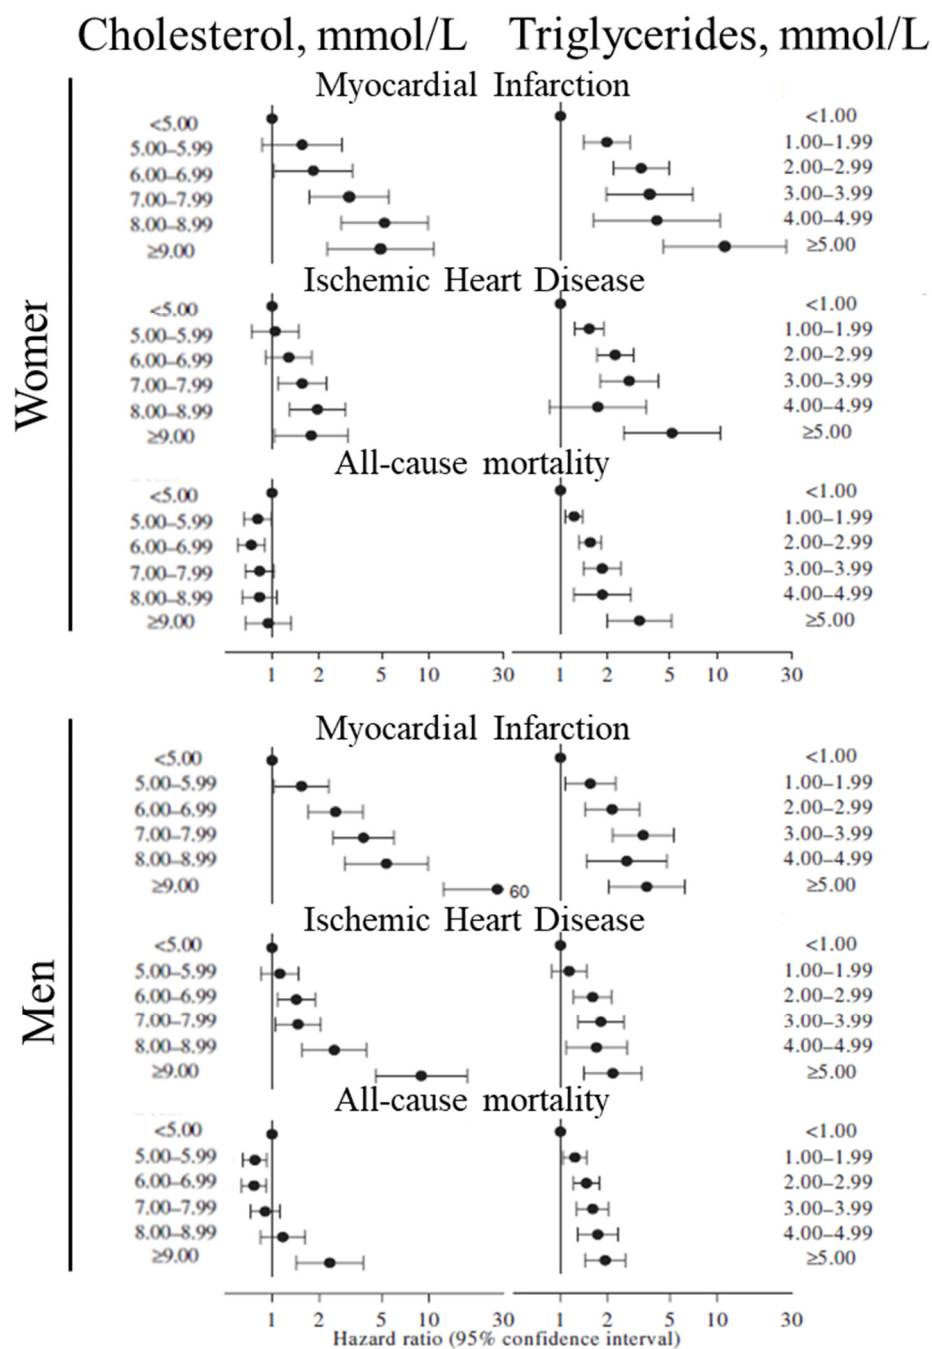 Cholesterol, mmol/L Triglycerides, mmol/L
Women
Myocardial Infarction
<5.00 <1.00
5.00–5.99 1.00–1.99
6.00–6.99 2.00–2.99
7.00–7.99 3.00–3.99
8.00–8.99 4.00–4.99
≥9.00 ≥5.00
Ischemic Heart Disease
<5.00 <1.00
5.00–5.99 1.00–1.99
6.00–6.99 2.00–2.99
7.00–7.99 3.00–3.99
8.00–8.99 4.00–4.99
≥9.00 ≥5.00
All-cause mortality
<5.00 <1.00
5.00–5.99 1.00–1.99
6.00–6.99 2.00–2.99
7.00–7.99 3.00–3.99
8.00–8.99 4.00–4.99
≥9.00 ≥5.00
1 2 5 10 30 1 2 5 10 30
Men
Myocardial Infarction
<5.00 <1.00
5.00–5.99 1.00–1.99
6.00–6.99 2.00–2.99
7.00–7.99 3.00–3.99
8.00–8.99 4.00–4.99
≥9.00 60 ≥5.00
Ischemic Heart Disease
<5.00 <1.00
5.00–5.99 1.00–1.99
6.00–6.99 2.00–2.99
7.00–7.99 3.00–3.99
8.00–8.99 4.00–4.99
≥9.00 ≥5.00
All-cause mortality
<5.00 <1.00
5.00–5.99 1.00–1.99
6.00–6.99 2.00–2.99
7.00–7.99 3.00–3.99
8.00–8.99 4.00–4.99
≥9.00 ≥5.00
1 2 5 10 30 1 2 5 10 30
Hazard ratio (95% confidence interval)